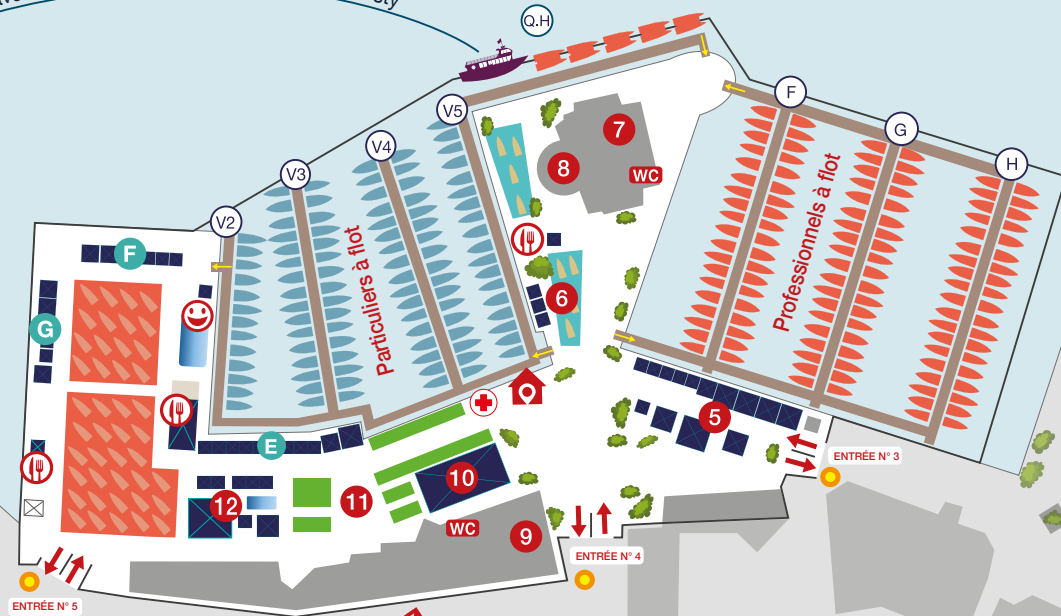 Q.H
V5
V4
V3
V2
F
G
H
7
8
WC
F
G
Particuliers à flot
Professionnels à flot
6
5
E
10
11
12
WC
9
ENTRÉE N° 3
ENTRÉE N° 4
ENTRÉE N° 5